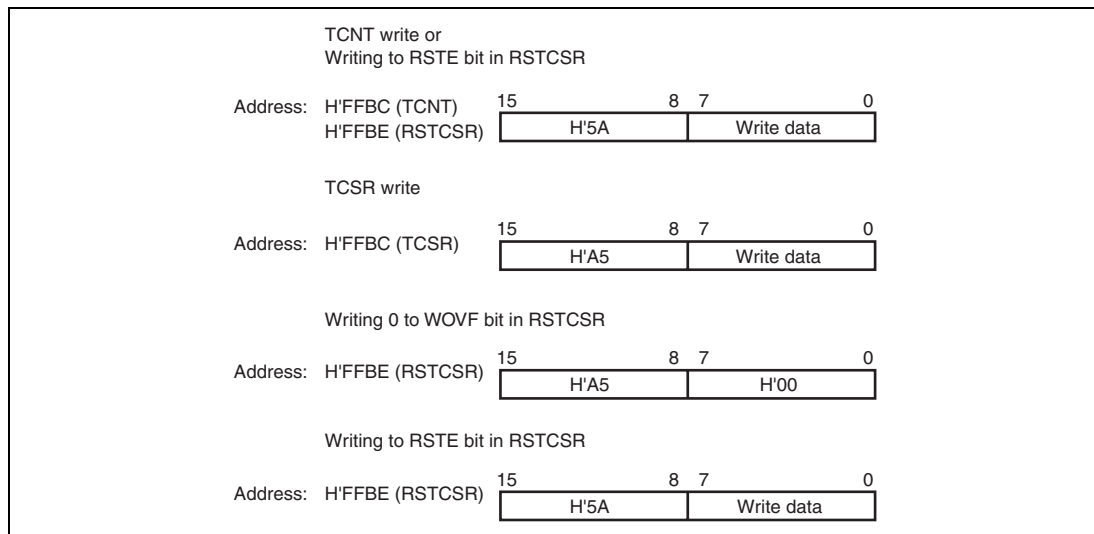 TCNT write or
Writing to RSTE bit in RSTCSR
Address: H'FFBC (TCNT) 15 8 7 0
H'FFBE (RSTCSR) H'5A Write data
TCSR write
15 8 7 0
Address: H'FFBC (TCSR) H'A5 Write data
Writing 0 to WOVF bit in RSTCSR
15 8 7 0
Address: H'FFBE (RSTCSR) H'A5 H'00
Writing to RSTE bit in RSTCSR
15 8 7 0
Address: H'FFBE (RSTCSR) H'5A Write data